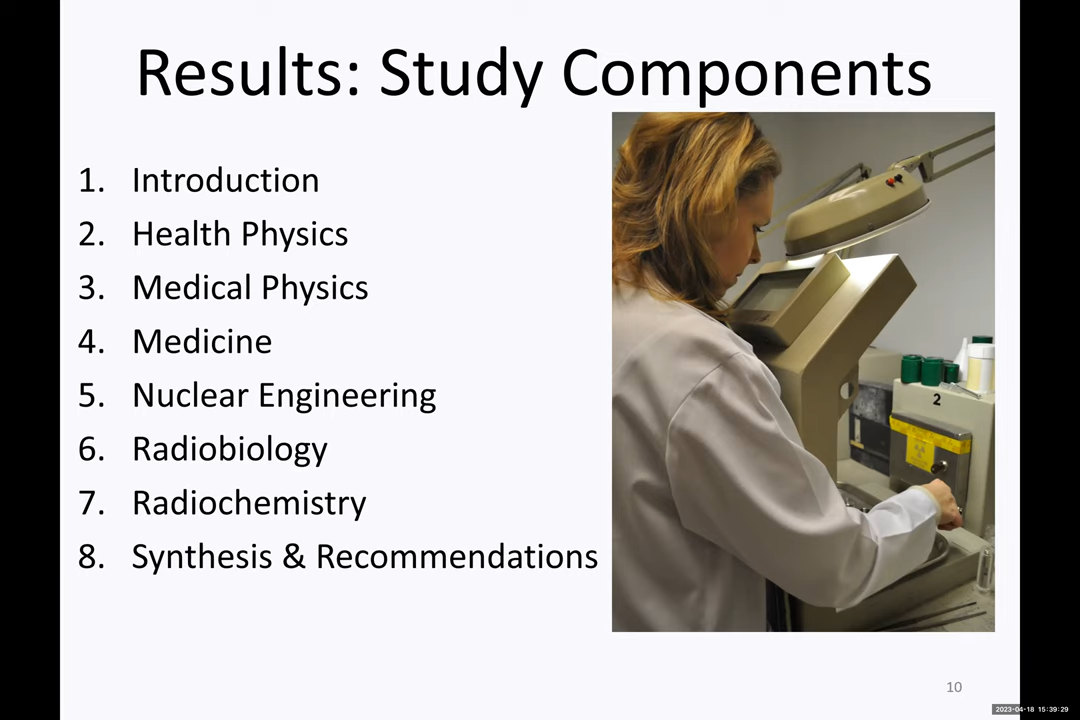 Results: Study Components
1. Introduction
2. Health Physics
3. Medical Physics
4. Medicine
5. Nuclear Engineering
6. Radiobiology
7. Radiochemistry
8. Synthesis & Recommendations
2
10
2023-04-18 15:39:29